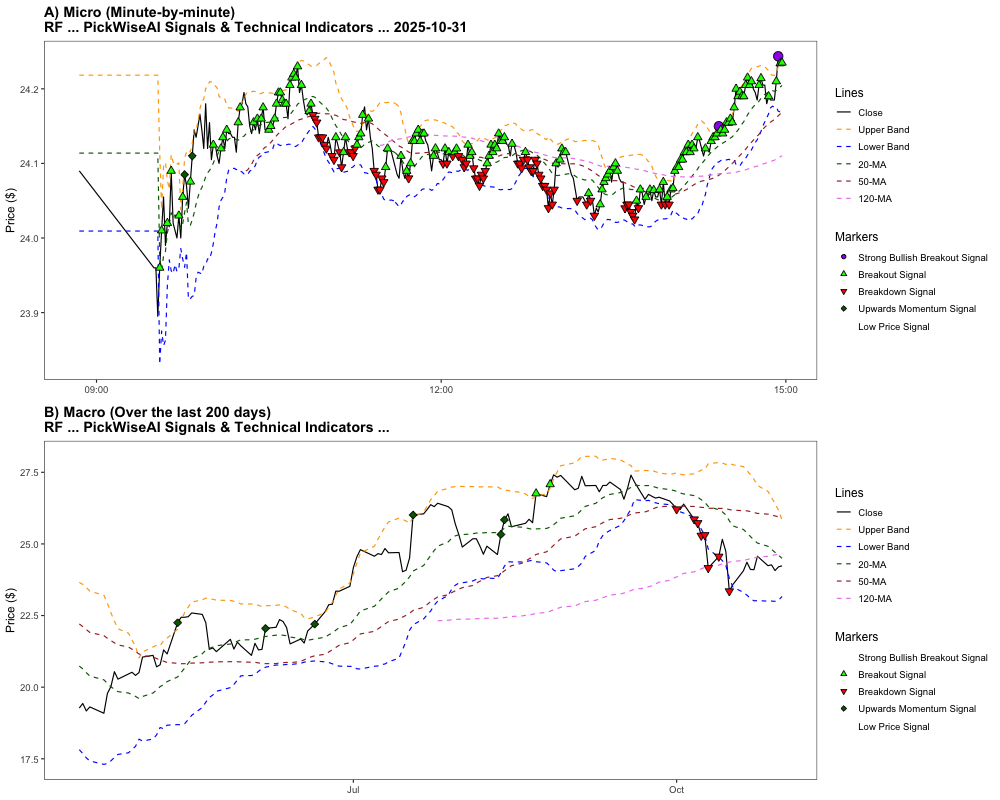 A) Micro (Minute-by-minute)
RF ... PickWiseAI Signals & Technical Indicators ... 2025-10-31
Price ($)
24.2
24.1
24.0
23.9
09:00
12:00
15:00
Lines
Close
Upper Band
Lower Band
20-MA
50-MA
120-MA
Markers
Strong Bullish Breakout Signal
Breakout Signal
Breakdown Signal
Upwards Momentum Signal
Low Price Signal
B) Macro (Over the last 200 days)
RF ... PickWiseAI Signals & Technical Indicators ...
Price ($)
27.5
25.0
22.5
20.0
17.5
Jul
Oct
Lines
Close
Upper Band
Lower Band
20-MA
50-MA
120-MA
Markers
Strong Bullish Breakout Signal
Breakout Signal
Breakdown Signal
Upwards Momentum Signal
Low Price Signal